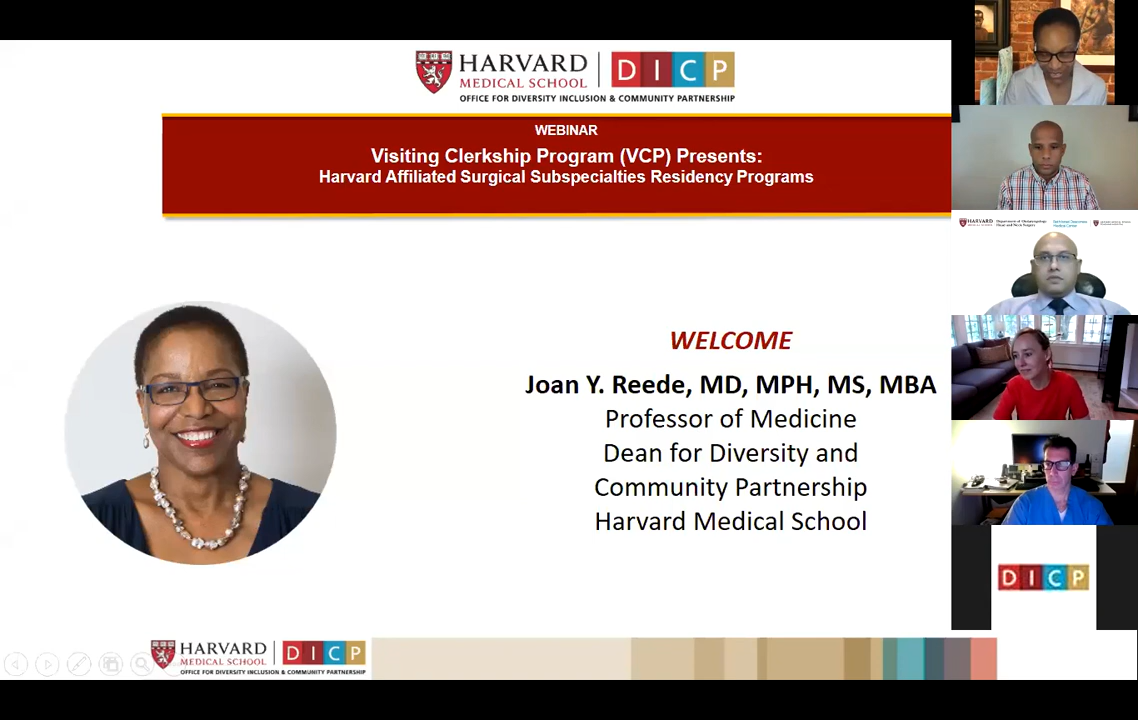 HARVARD
MEDICAL SCHOOL
DICP
OFFICE FOR DIVERSITY INCLUSION & COMMUNITY PARTNERSHIP
WEBINAR
Visiting Clerkship Program (VCP) Presents:
Harvard Affiliated Surgical Subspecialties Residency Programs
WELCOME
Joan Y. Reede, MD, MPH, MS, MBA
Professor of Medicine
Dean for Diversity and
Community Partnership
Harvard Medical School
HARVARD
MEDICAL SCHOOL
DICP
OFFICE FOR DIVERSITY INCLUSION & COMMUNITY PARTNERSHIP
HARVARD
DICP